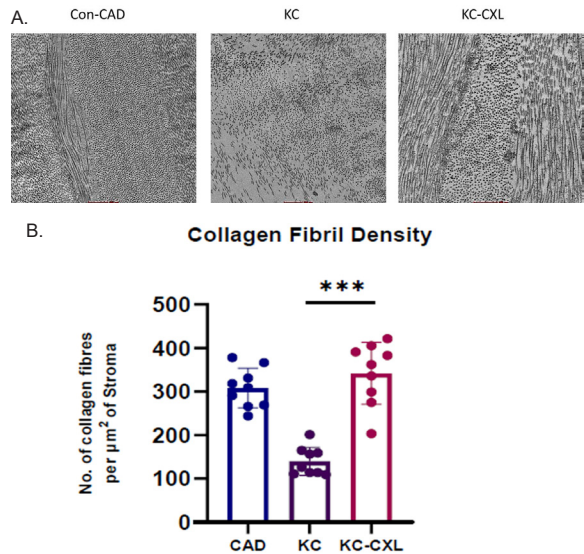 A.
Con-CAD
KC
KC-CXL
B.
Collagen Fibril Density
***
No. of collagen fibres
per μm² of Stroma
500
400
300
200
100
0
CAD
KC
KC-CXL